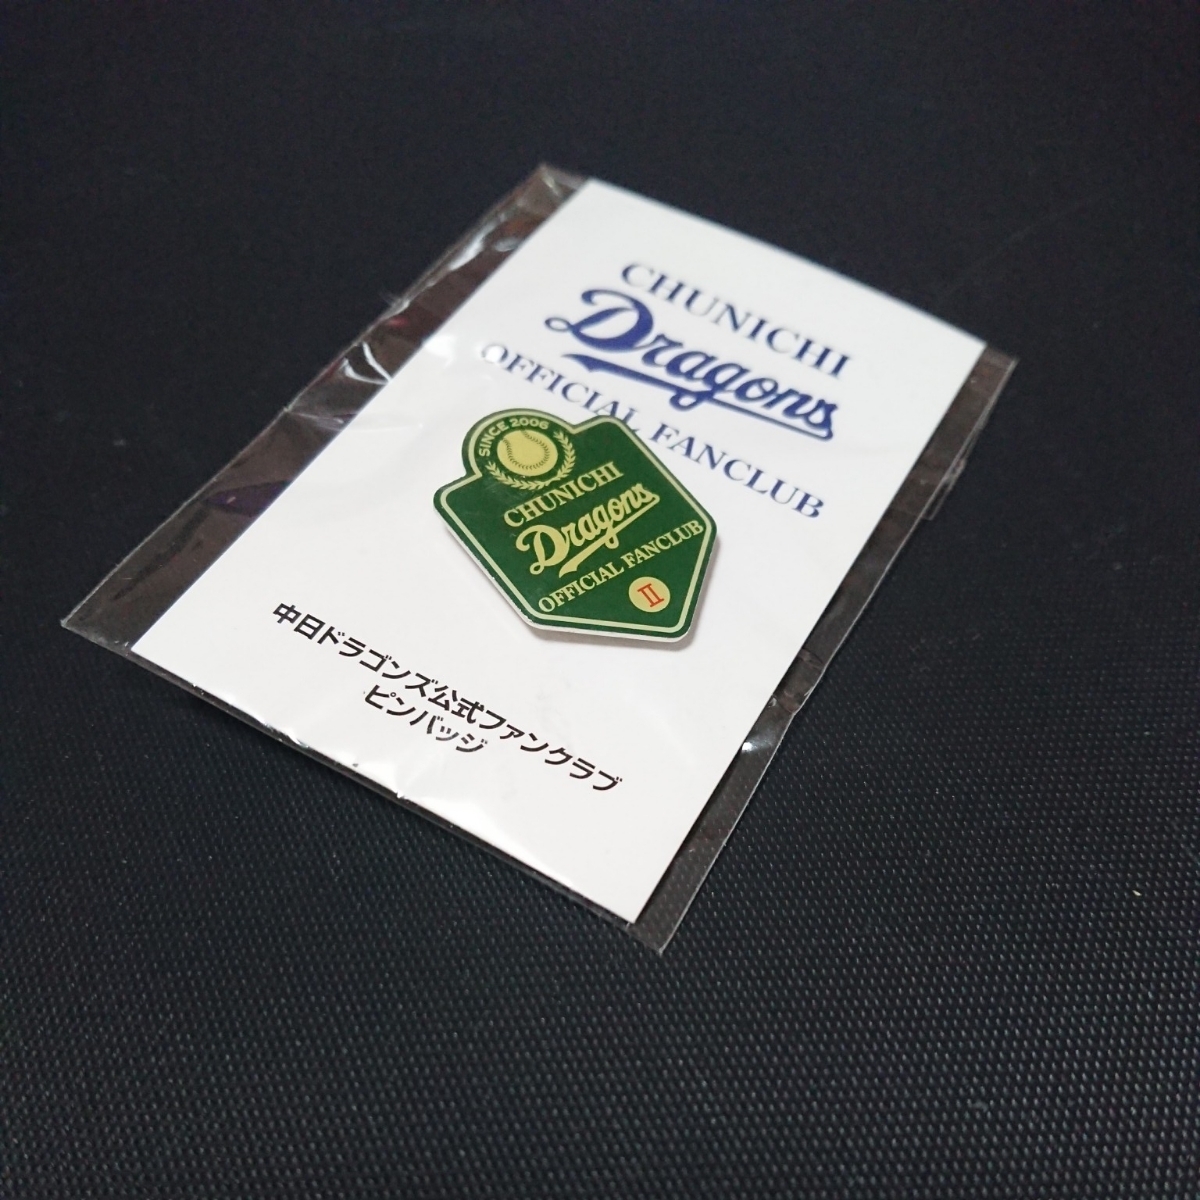 CHUNICHI
Dragons
OFFICIAL FANCLUB
SINCE 2006
CHUNICHI
Dragons
OFFICIAL FANCLUB
II
中日ドラゴンズ公式ファンクラブ
ピンバッジ